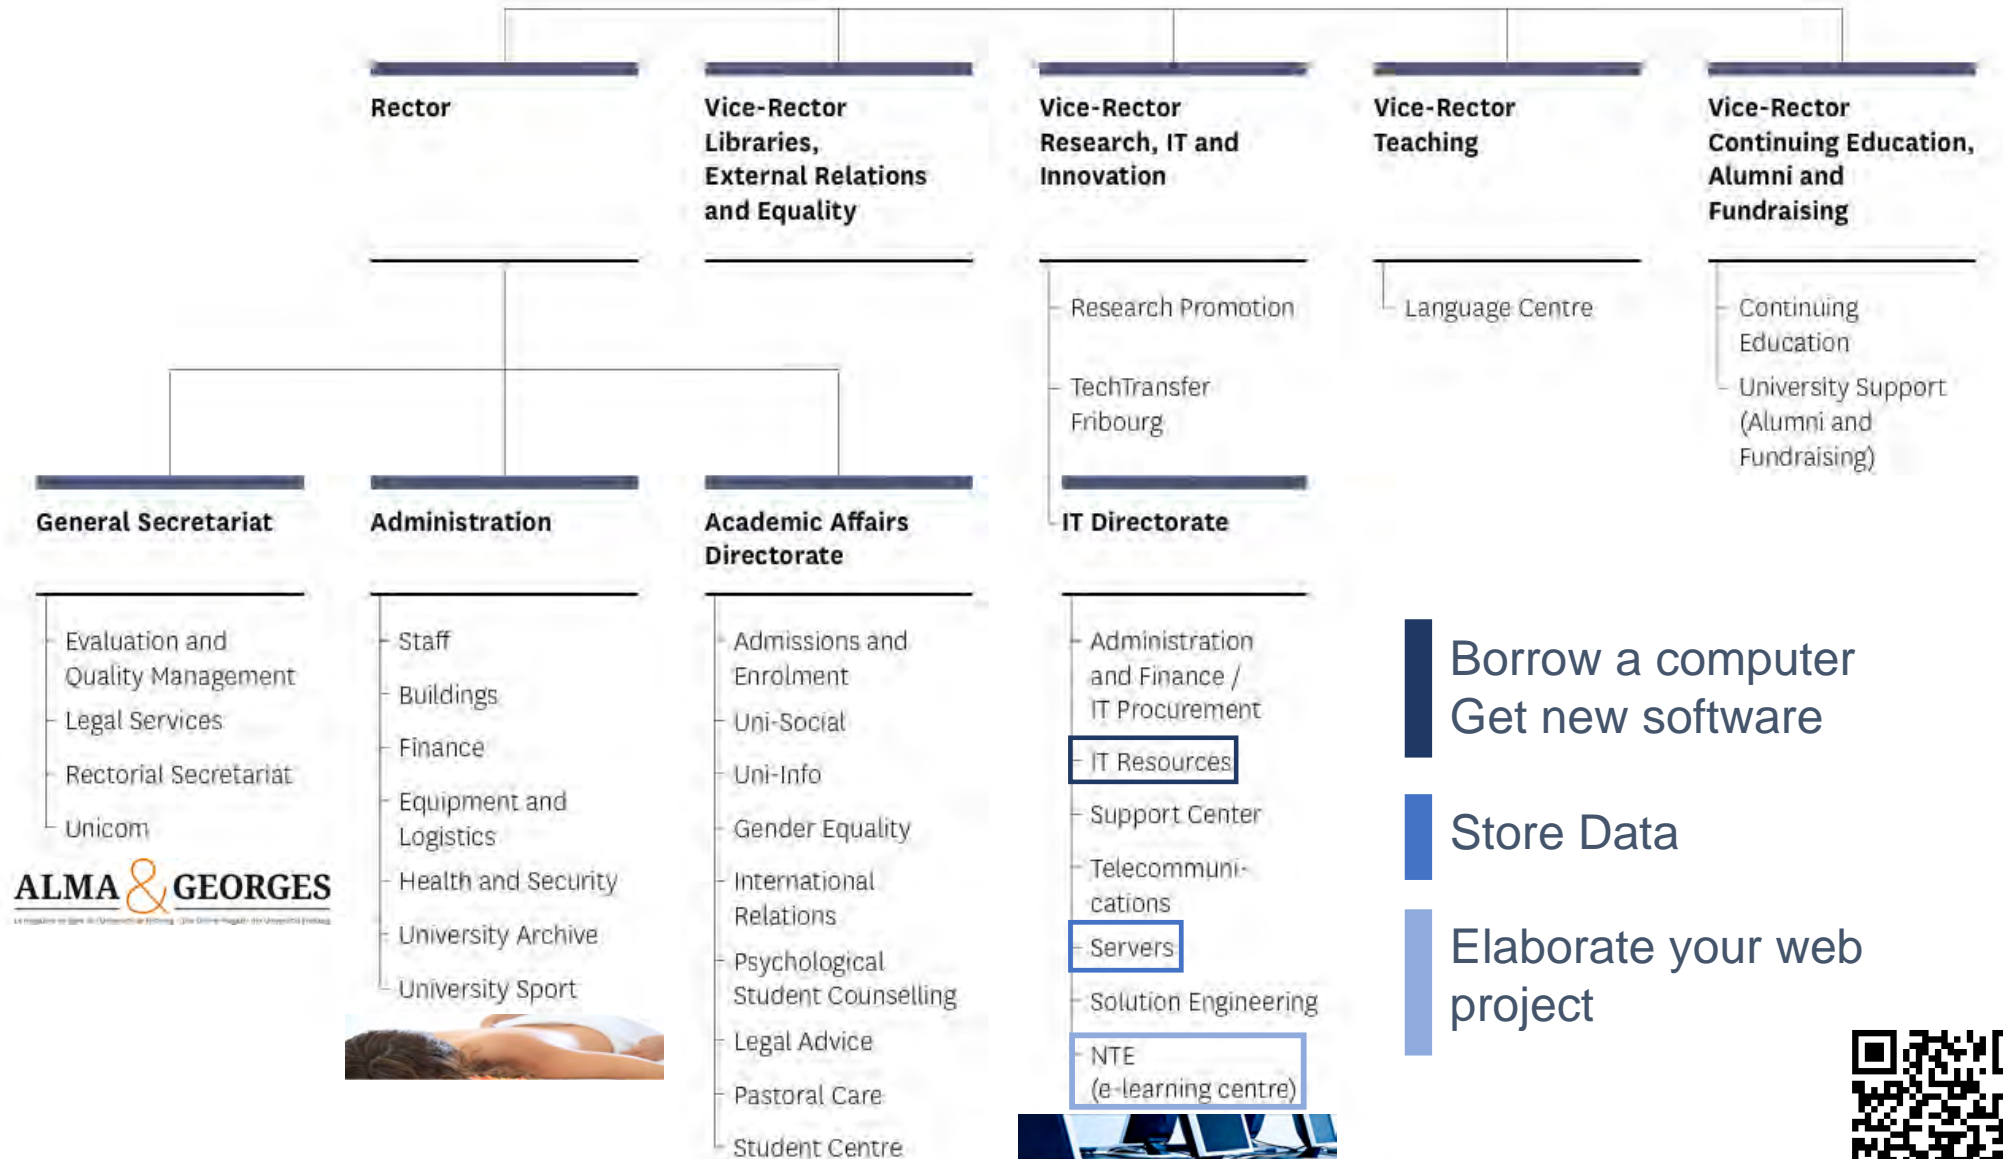 Rector
Vice-Rector
Libraries,
External Relations
and Equality
Vice-Rector
Research, IT and
Innovation
Vice-Rector
Teaching
Vice-Rector
Continuing Education,
Alumni and
Fundraising
Research Promotion
TechTransfer
Fribourg
Language Centre
Continuing
Education
University Support
(Alumni and
Fundraising)
General Secretariat
Evaluation and
Quality Management
Legal Services
Rectorial Secretariat
Unicom
ALMA & GEORGES
Administration
Staff
Buildings
Finance
Equipment and
Logistics
Health and Security
University Archive
University Sport
Academic Affairs
Directorate
Admissions and
Enrolment
Uni-Social
Uni-Info
Gender Equality
International
Relations
Psychological
Student Counselling
Legal Advice
Pastoral Care
Student Centre
IT Directorate
Administration
and Finance /
IT Procurement
IT Resources
Support Center
Telecommuni-
cations
Servers
Solution Engineering
NTE
(e-learning centre)
Borrow a computer
Get new software
Store Data
Elaborate your web
project